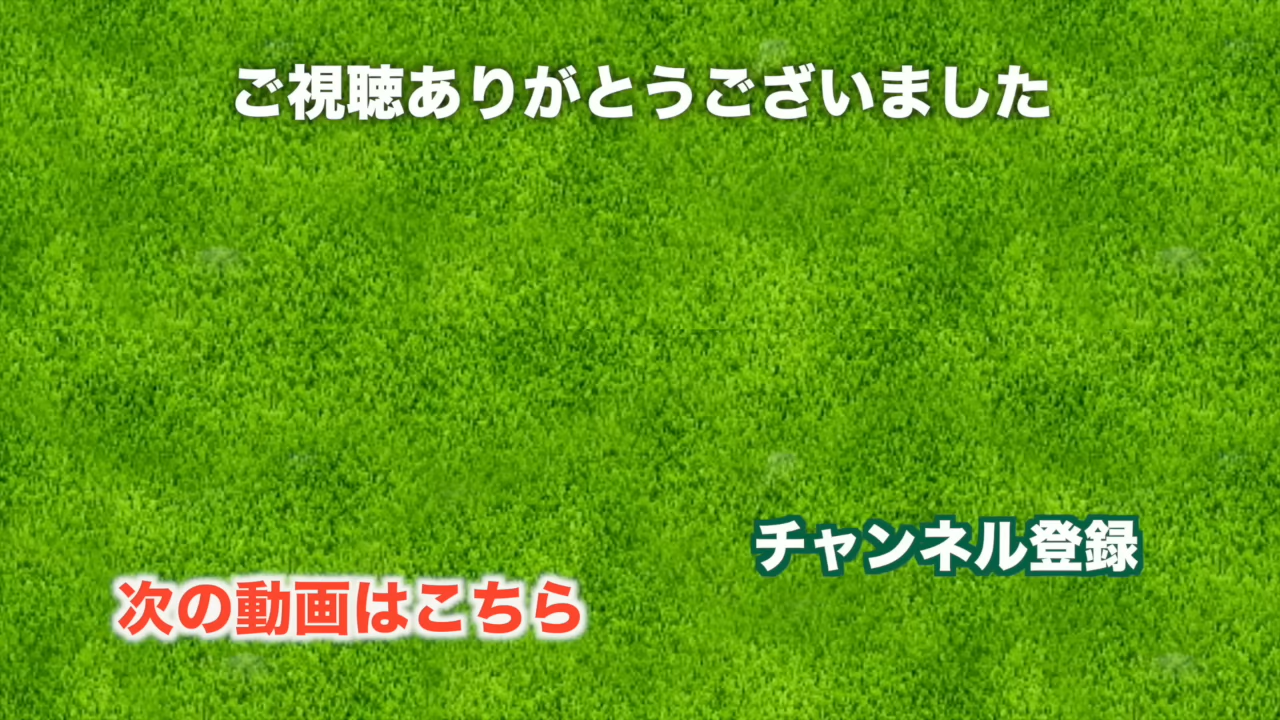 ご視聴ありがとうございました
チャンネル登録
次の動画はこちら